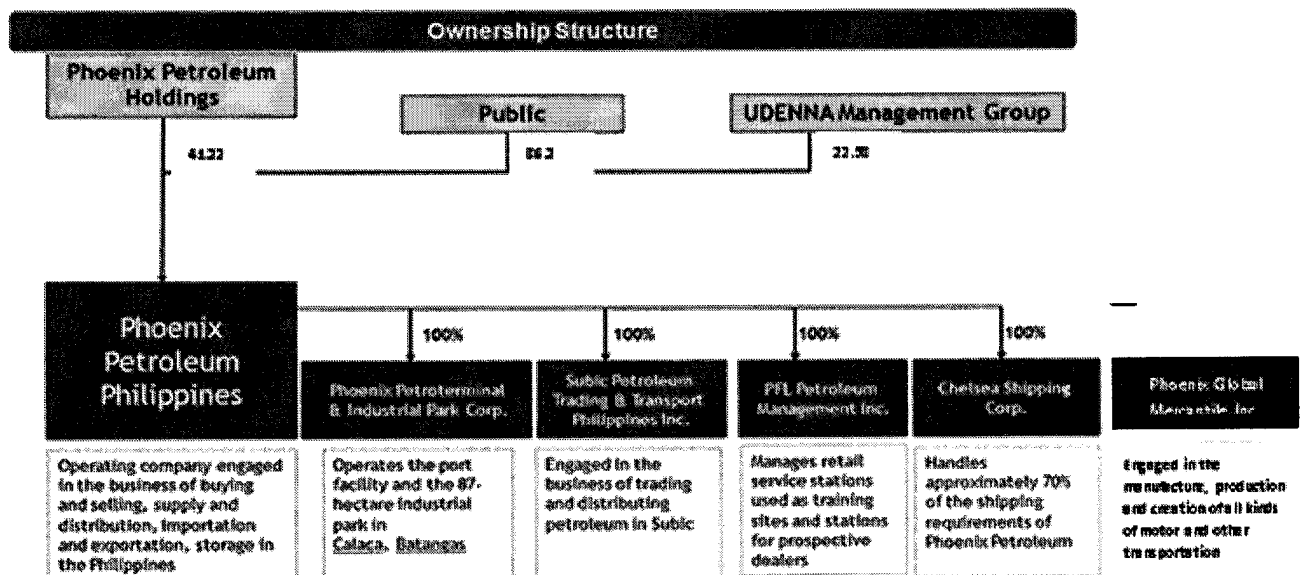 Ownership Structure
Phoenix Petroleum
Holdings
Public
UDENNA Management Group
41.22
36.2
22.58
Phoenix
Petroleum
Philippines
100%
100%
100%
100%
Phoenix Petroterminal
& Industrial Park Corp.
Subic Petroleum
Trading & Transport
Philippines Inc.
PFL Petroleum
Management Inc.
Chelsea Shipping
Corp.
Phoenix Global
Mercantile Inc
Operating company engaged
in the business of buying
and selling, supply and
distribution, importation
and exportation, storage in
the Philippines
Operates the port
facility and the 87-
hectare industrial
park in
Calaca, Batangas
Engaged in the
business of trading
and distributing
petroleum in Subic
Manages retail
service stations
used as training
sites and stations
for prospective
dealers
Handles
approximately 70%
of the shipping
requirements of
Phoenix Petroleum
Engaged in the
manufacture, production
and creation of all kinds
of motor and other
transportation